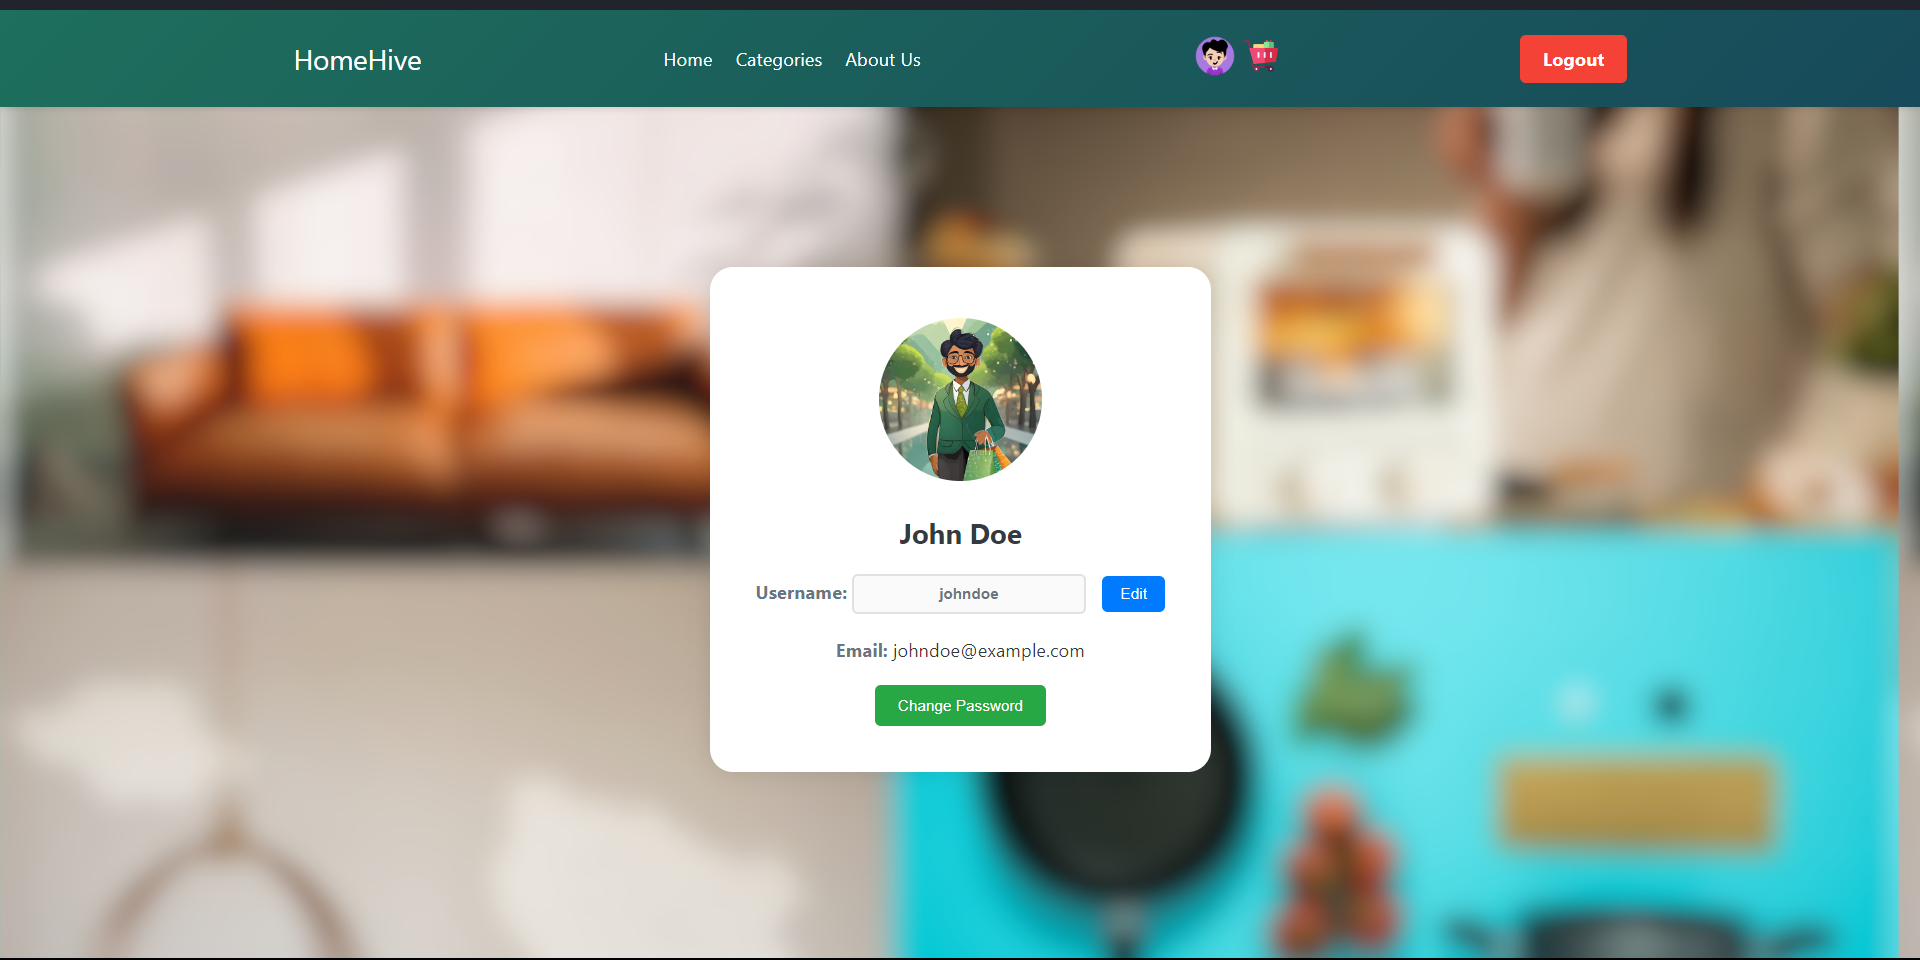 HomeHive Home Categories About Us Logout
John Doe
Username: johndoe Edit
Email: johndoe@example.com
Change Password